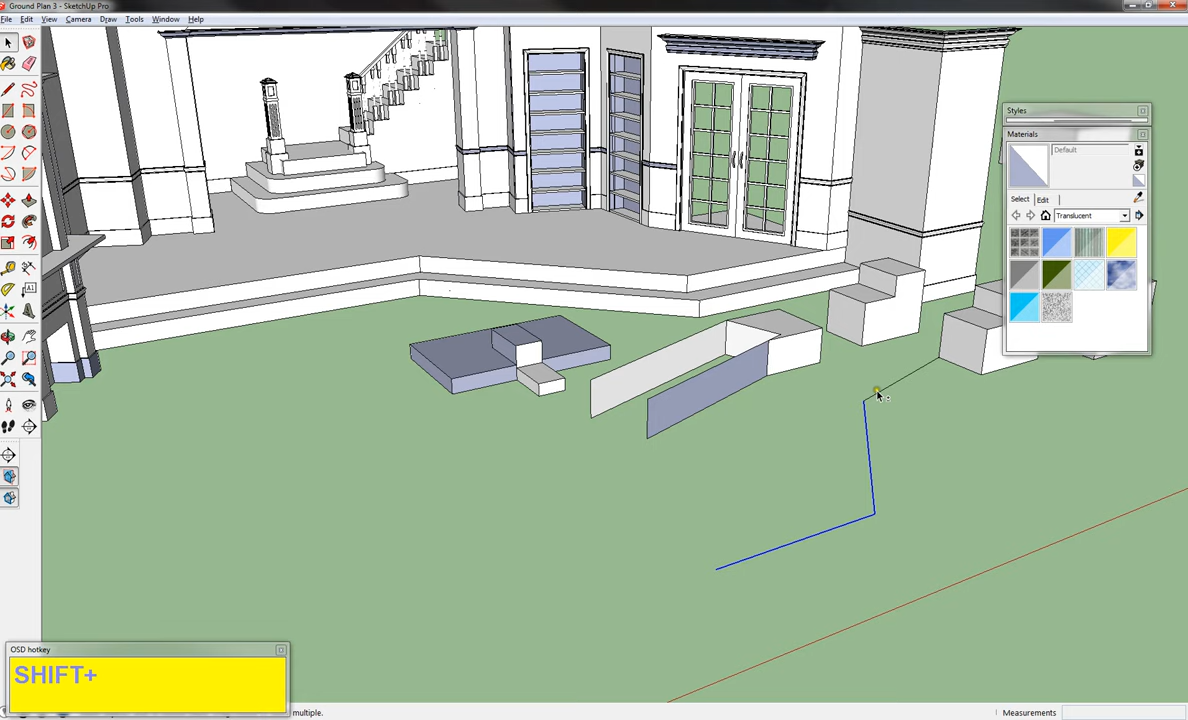 Ground Plan 3 - SketchUp Pro
File Edit View Camera Draw Tools Window Help
Styles
Materials
Default
Select Edit
Translucent
OSD hotkey
SHIFT+
multiple.
Measurements